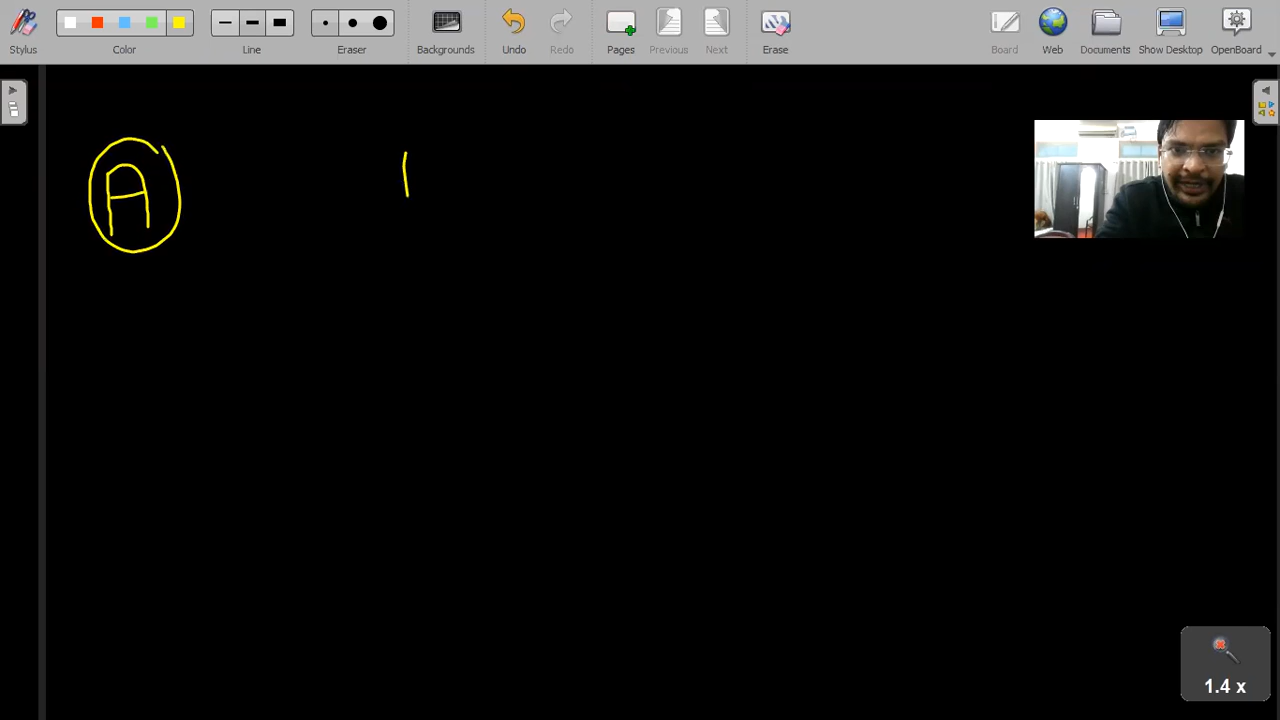 Stylus Color Line Eraser Backgrounds Undo Redo Pages Previous Next Erase Board Web Documents Show Desktop OpenBoard
A
1.4 x